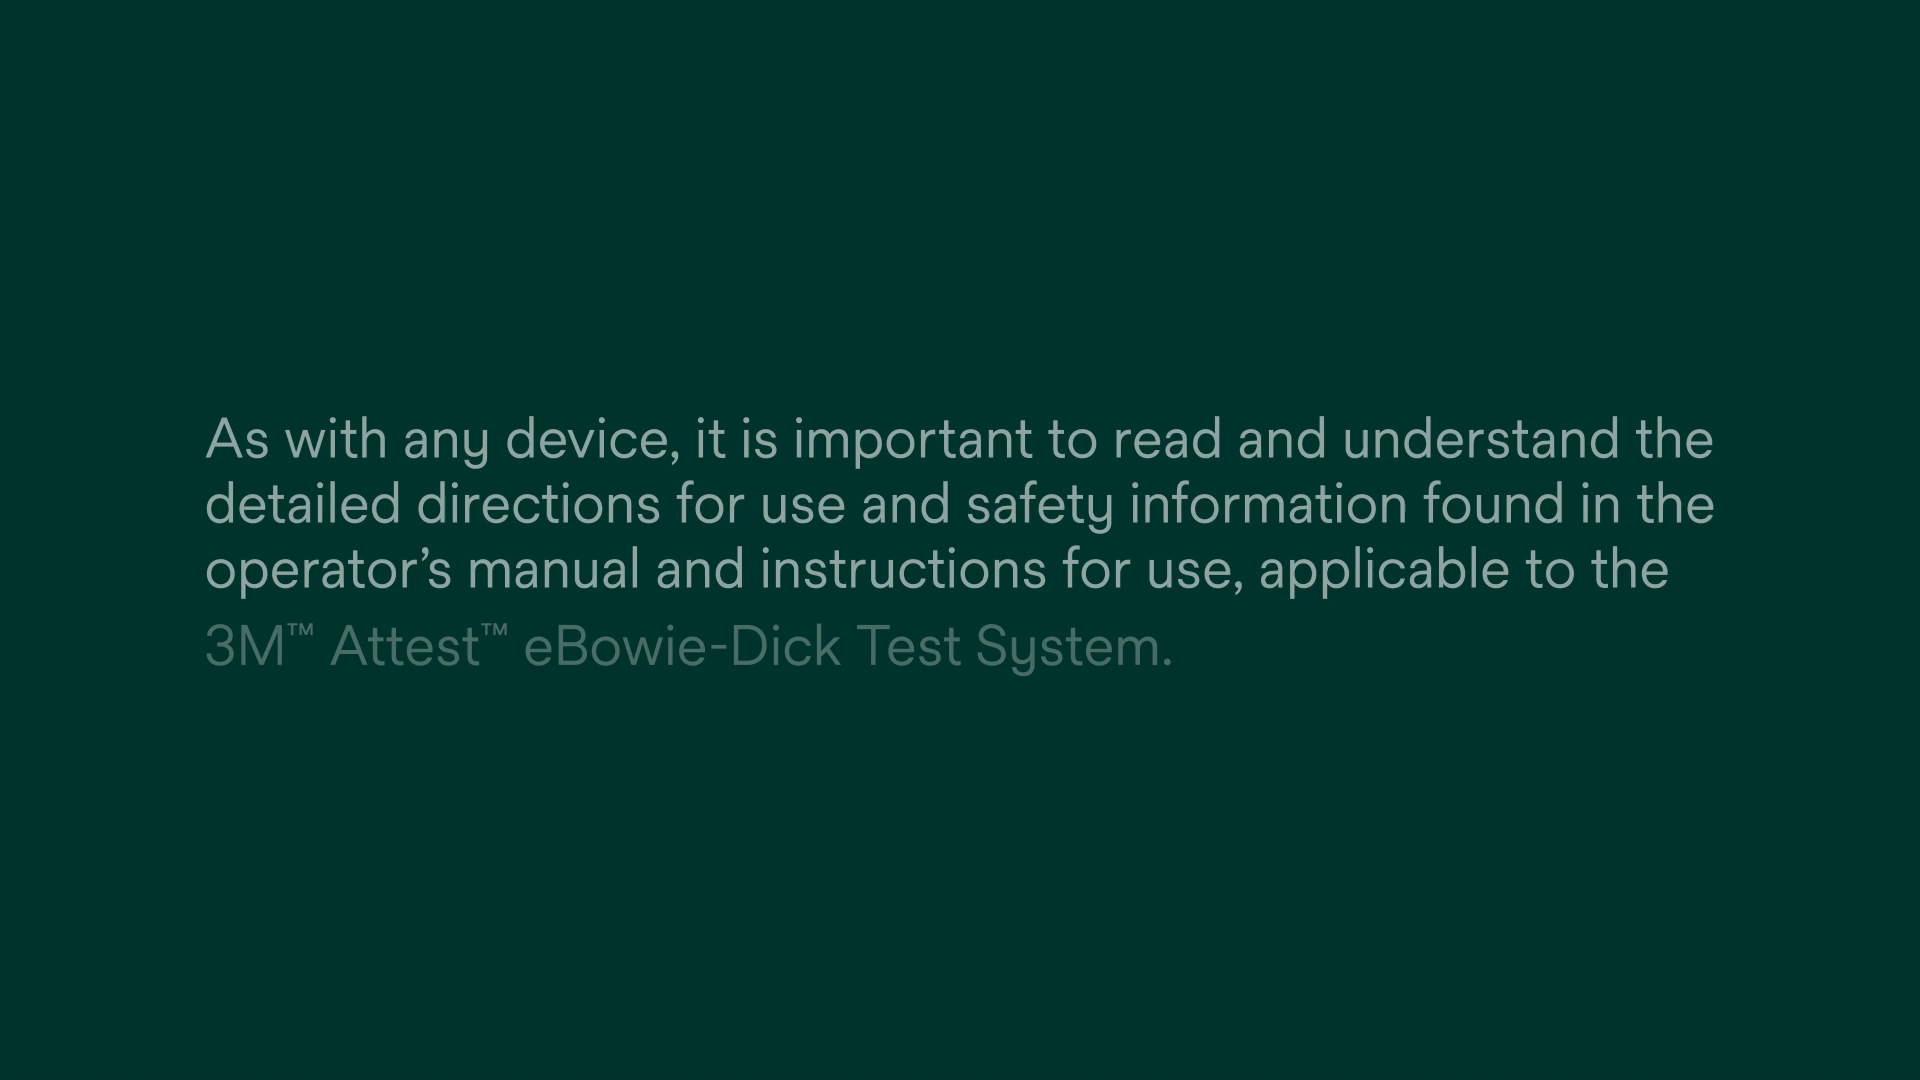 As with any device, it is important to read and understand the
detailed directions for use and safety information found in the
operator’s manual and instructions for use, applicable to the
3M™ Attest™ eBowie-Dick Test System.